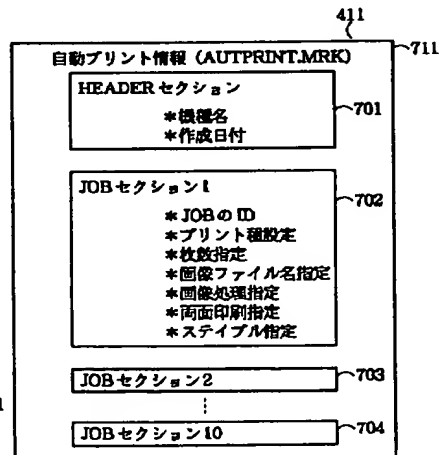 411
711
自動プリント情報（AUTPRINT.MRK）
HEADERセクション
701
*機種名
*作成日付
JOBセクション1
702
*JOBのID
*プリント種設定
*枚数指定
*画像ファイル名指定
*画像処理指定
*両面印刷指定
*ステイプル指定
JOBセクション2
703
JOBセクション10
704